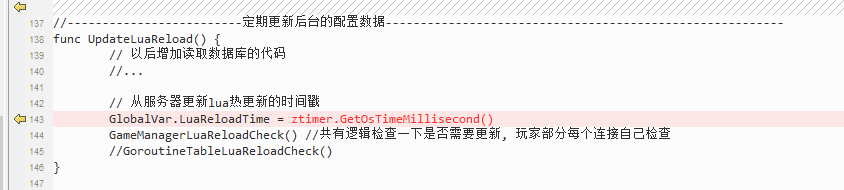 137 //-------------------------定期更新后台的配置数据---------------------------------------------------------
138 func UpdateLuaReload() {
139 // 以后增加读取数据库的代码
140 //...
141
142 // 从服务器更新lua热更新的时间戳
143 GlobalVar.LuaReloadTime = ztimer.GetOsTimeMillisecond()
144 GameManagerLuaReloadCheck() //共有逻辑检查一下是否需要更新, 玩家部分每个连接自己检查
145 //GoroutineTableLuaReloadCheck()
146 }
147